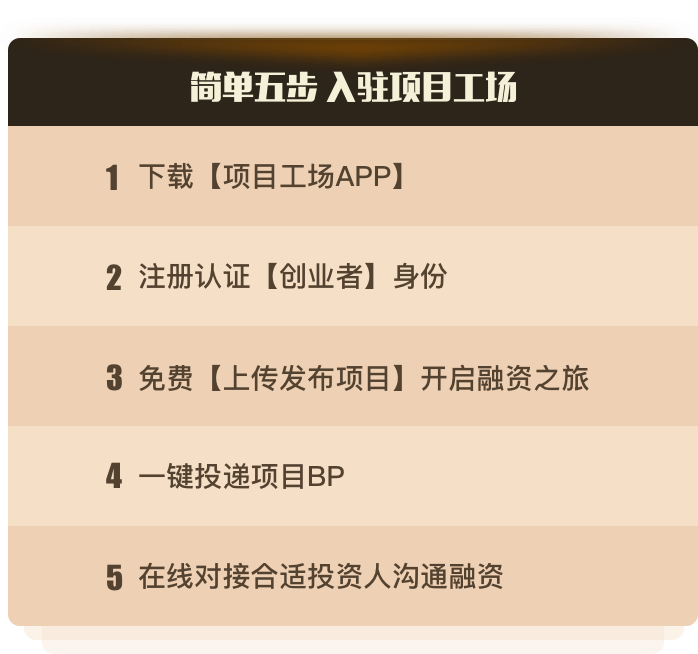 简单五步 入驻项目工场
1 下载【项目工场APP】
2 注册认证【创业者】身份
3 免费【上传发布项目】开启融资之旅
4 一键投递项目BP
5 在线对接合适投资人沟通融资